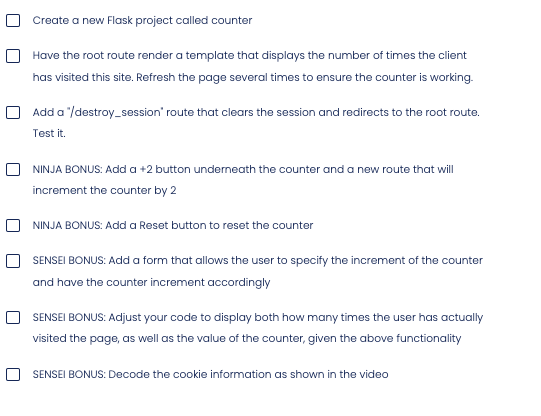 Create a new Flask project called counter
Have the root route render a template that displays the number of times the client
has visited this site. Refresh the page several times to ensure the counter is working.
Add a "/destroy_session" route that clears the session and redirects to the root route.
Test it.
NINJA BONUS: Add a +2 button underneath the counter and a new route that will
increment the counter by 2
NINJA BONUS: Add a Reset button to reset the counter
SENSEI BONUS: Add a form that allows the user to specify the increment of the counter
and have the counter increment accordingly
SENSEI BONUS: Adjust your code to display both how many times the user has actually
visited the page, as well as the value of the counter, given the above functionality
SENSEI BONUS: Decode the cookie information as shown in the video